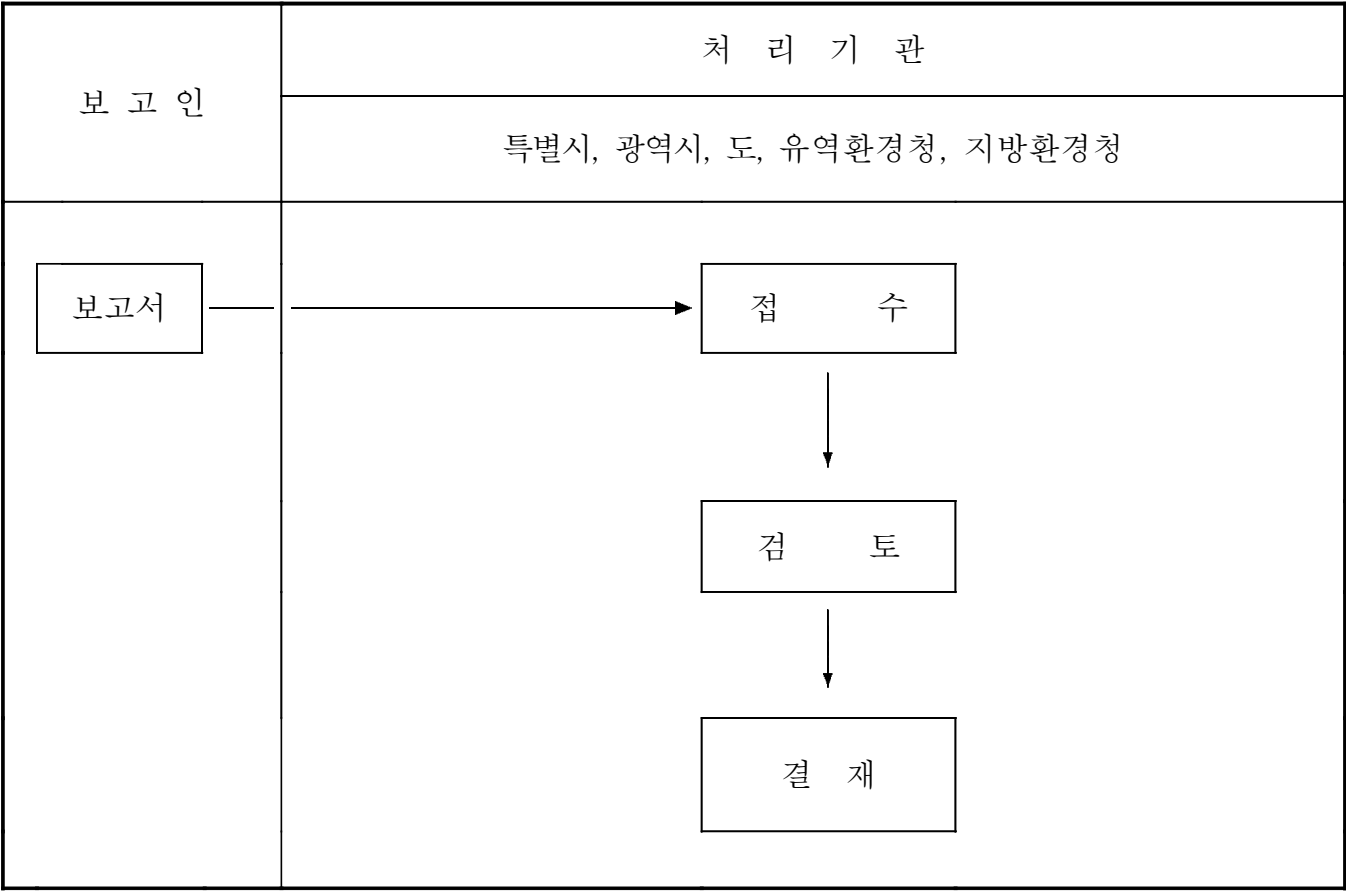 처 리 기 관
보 고 인
특별시, 광역시, 도, 유역환경청, 지방환경청
보고서
접 수
검 토
결 재